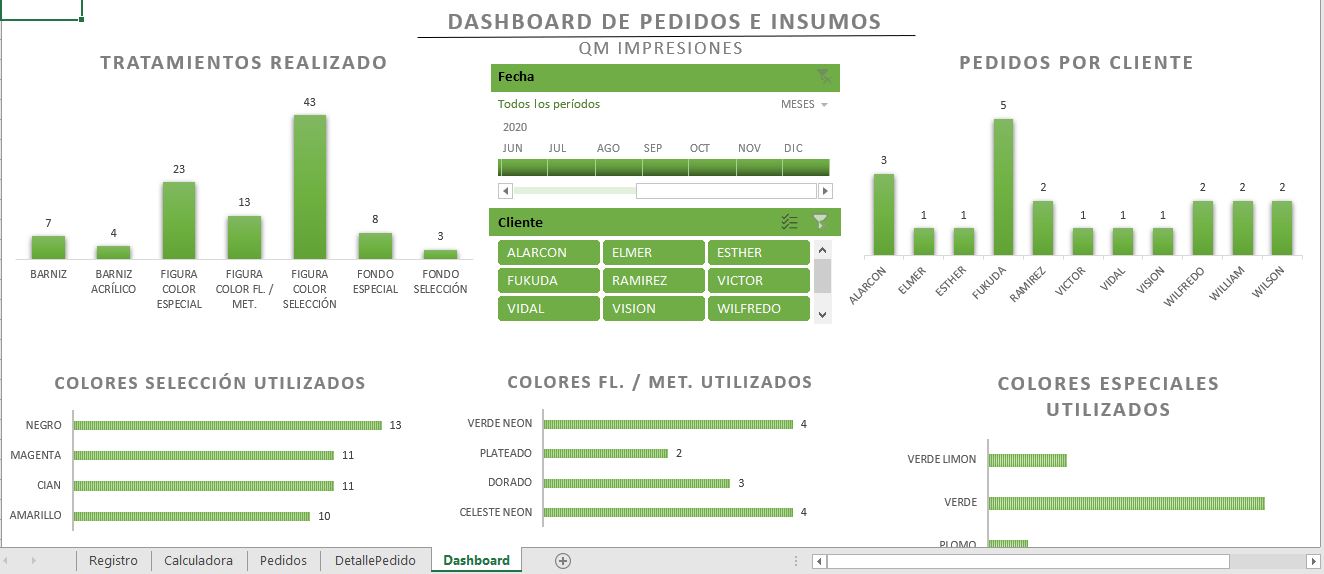 DASHBOARD DE PEDIDOS E INSUMOS
QM IMPRESIONES
TRATAMIENTOS REALIZADO
7
4
23
13
43
8
3
BARNIZ
BARNIZ
ACRÍLICO
FIGURA
COLOR
ESPECIAL
FIGURA
COLOR FL. /
MET.
FIGURA
COLOR
SELECCIÓN
FONDO
ESPECIAL
FONDO
SELECCIÓN
Fecha
Todos los períodos
MESES
2020
JUN JUL AGO SEP OCT NOV DIC
Cliente
ALARCON ELMER ESTHER
FUKUDA RAMIREZ VICTOR
VIDAL VISION WILFREDO
PEDIDOS POR CLIENTE
3
1
1
5
2
1
1
1
2
2
2
ALARCON
ELMER
ESTHER
FUKUDA
RAMIREZ
VICTOR
VIDAL
VISION
WILFREDO
WILLIAM
WILSON
COLORES SELECCIÓN UTILIZADOS
NEGRO 13
MAGENTA 11
CIAN 11
AMARILLO 10
COLORES FL. / MET. UTILIZADOS
VERDE NEON 4
PLATEADO 2
DORADO 3
CELESTE NEON 4
COLORES ESPECIALES
UTILIZADOS
VERDE LIMON
VERDE
PLOMO
Registro Calculadora Pedidos DetallePedido Dashboard